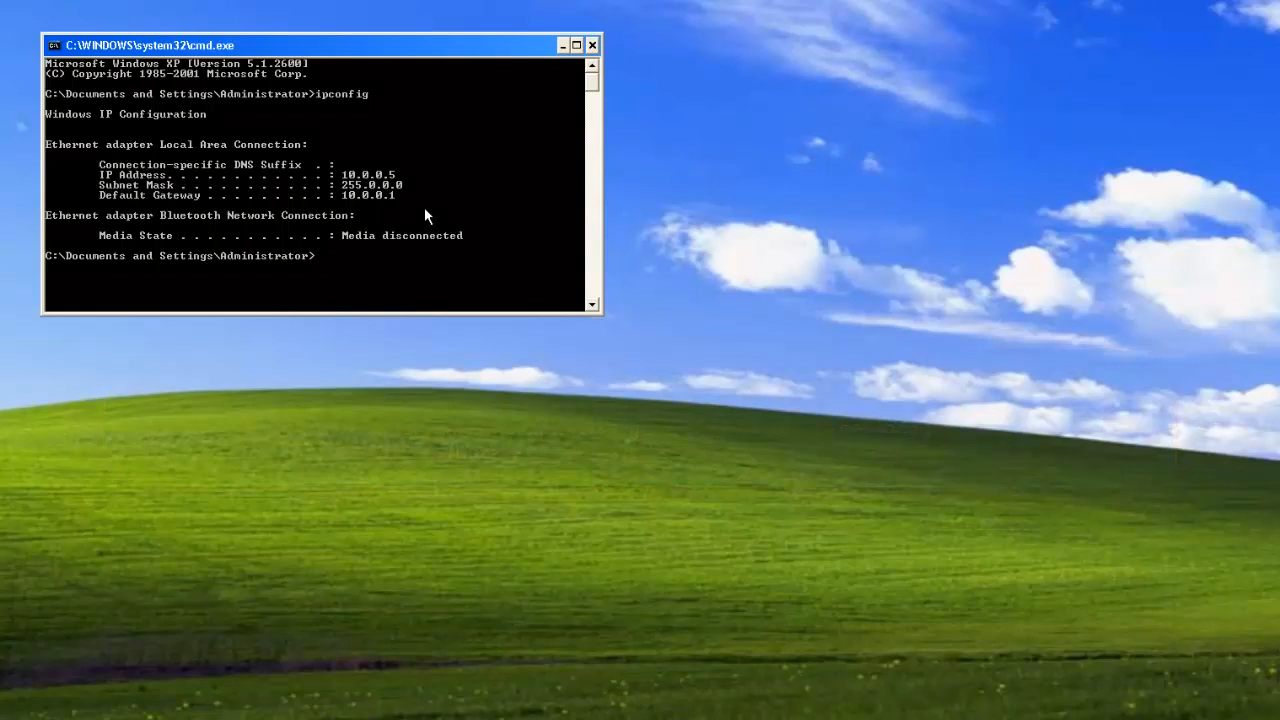 C:\WINDOWS\system32\cmd.exe
Microsoft Windows XP [Version 5.1.2600]
(C) Copyright 1985-2001 Microsoft Corp.
C:\Documents and Settings\Administrator>ipconfig
Windows IP Configuration
Ethernet adapter Local Area Connection:
Connection-specific DNS Suffix  . :
IP Address. . . . . . . . . . . . : 10.0.0.5
Subnet Mask . . . . . . . . . . . : 255.0.0.0
Default Gateway . . . . . . . . . : 10.0.0.1
Ethernet adapter Bluetooth Network Connection:
Media State . . . . . . . . . . . : Media disconnected
C:\Documents and Settings\Administrator>